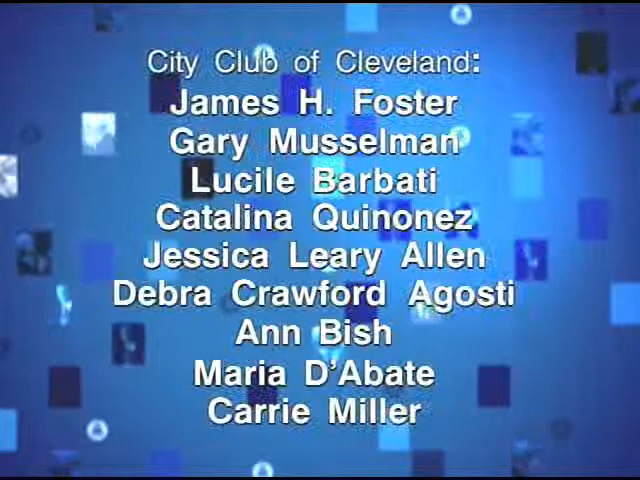 City Club of Cleveland:
James H. Foster
Gary Musselman
Lucile Barbati
Catalina Quinonez
Jessica Leary Allen
Debra Crawford Agosti
Ann Bish
Maria D'Abate
Carrie Miller